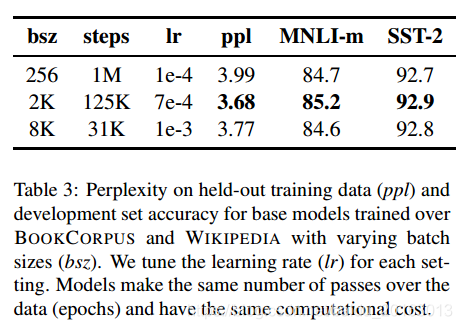 bsz steps lr ppl MNLI-m SST-2
256 1M 1e-4 3.99 84.7 92.7
2K 125K 7e-4 3.68 85.2 92.9
8K 31K 1e-3 3.77 84.6 92.8
Table 3: Perplexity on held-out training data (ppl) and
development set accuracy for base models trained over
BOOKCORPUS and WIKIPEDIA with varying batch
sizes (bsz). We tune the learning rate (lr) for each set-
ting. Models make the same number of passes over the
data (epochs) and have the same computational cost.